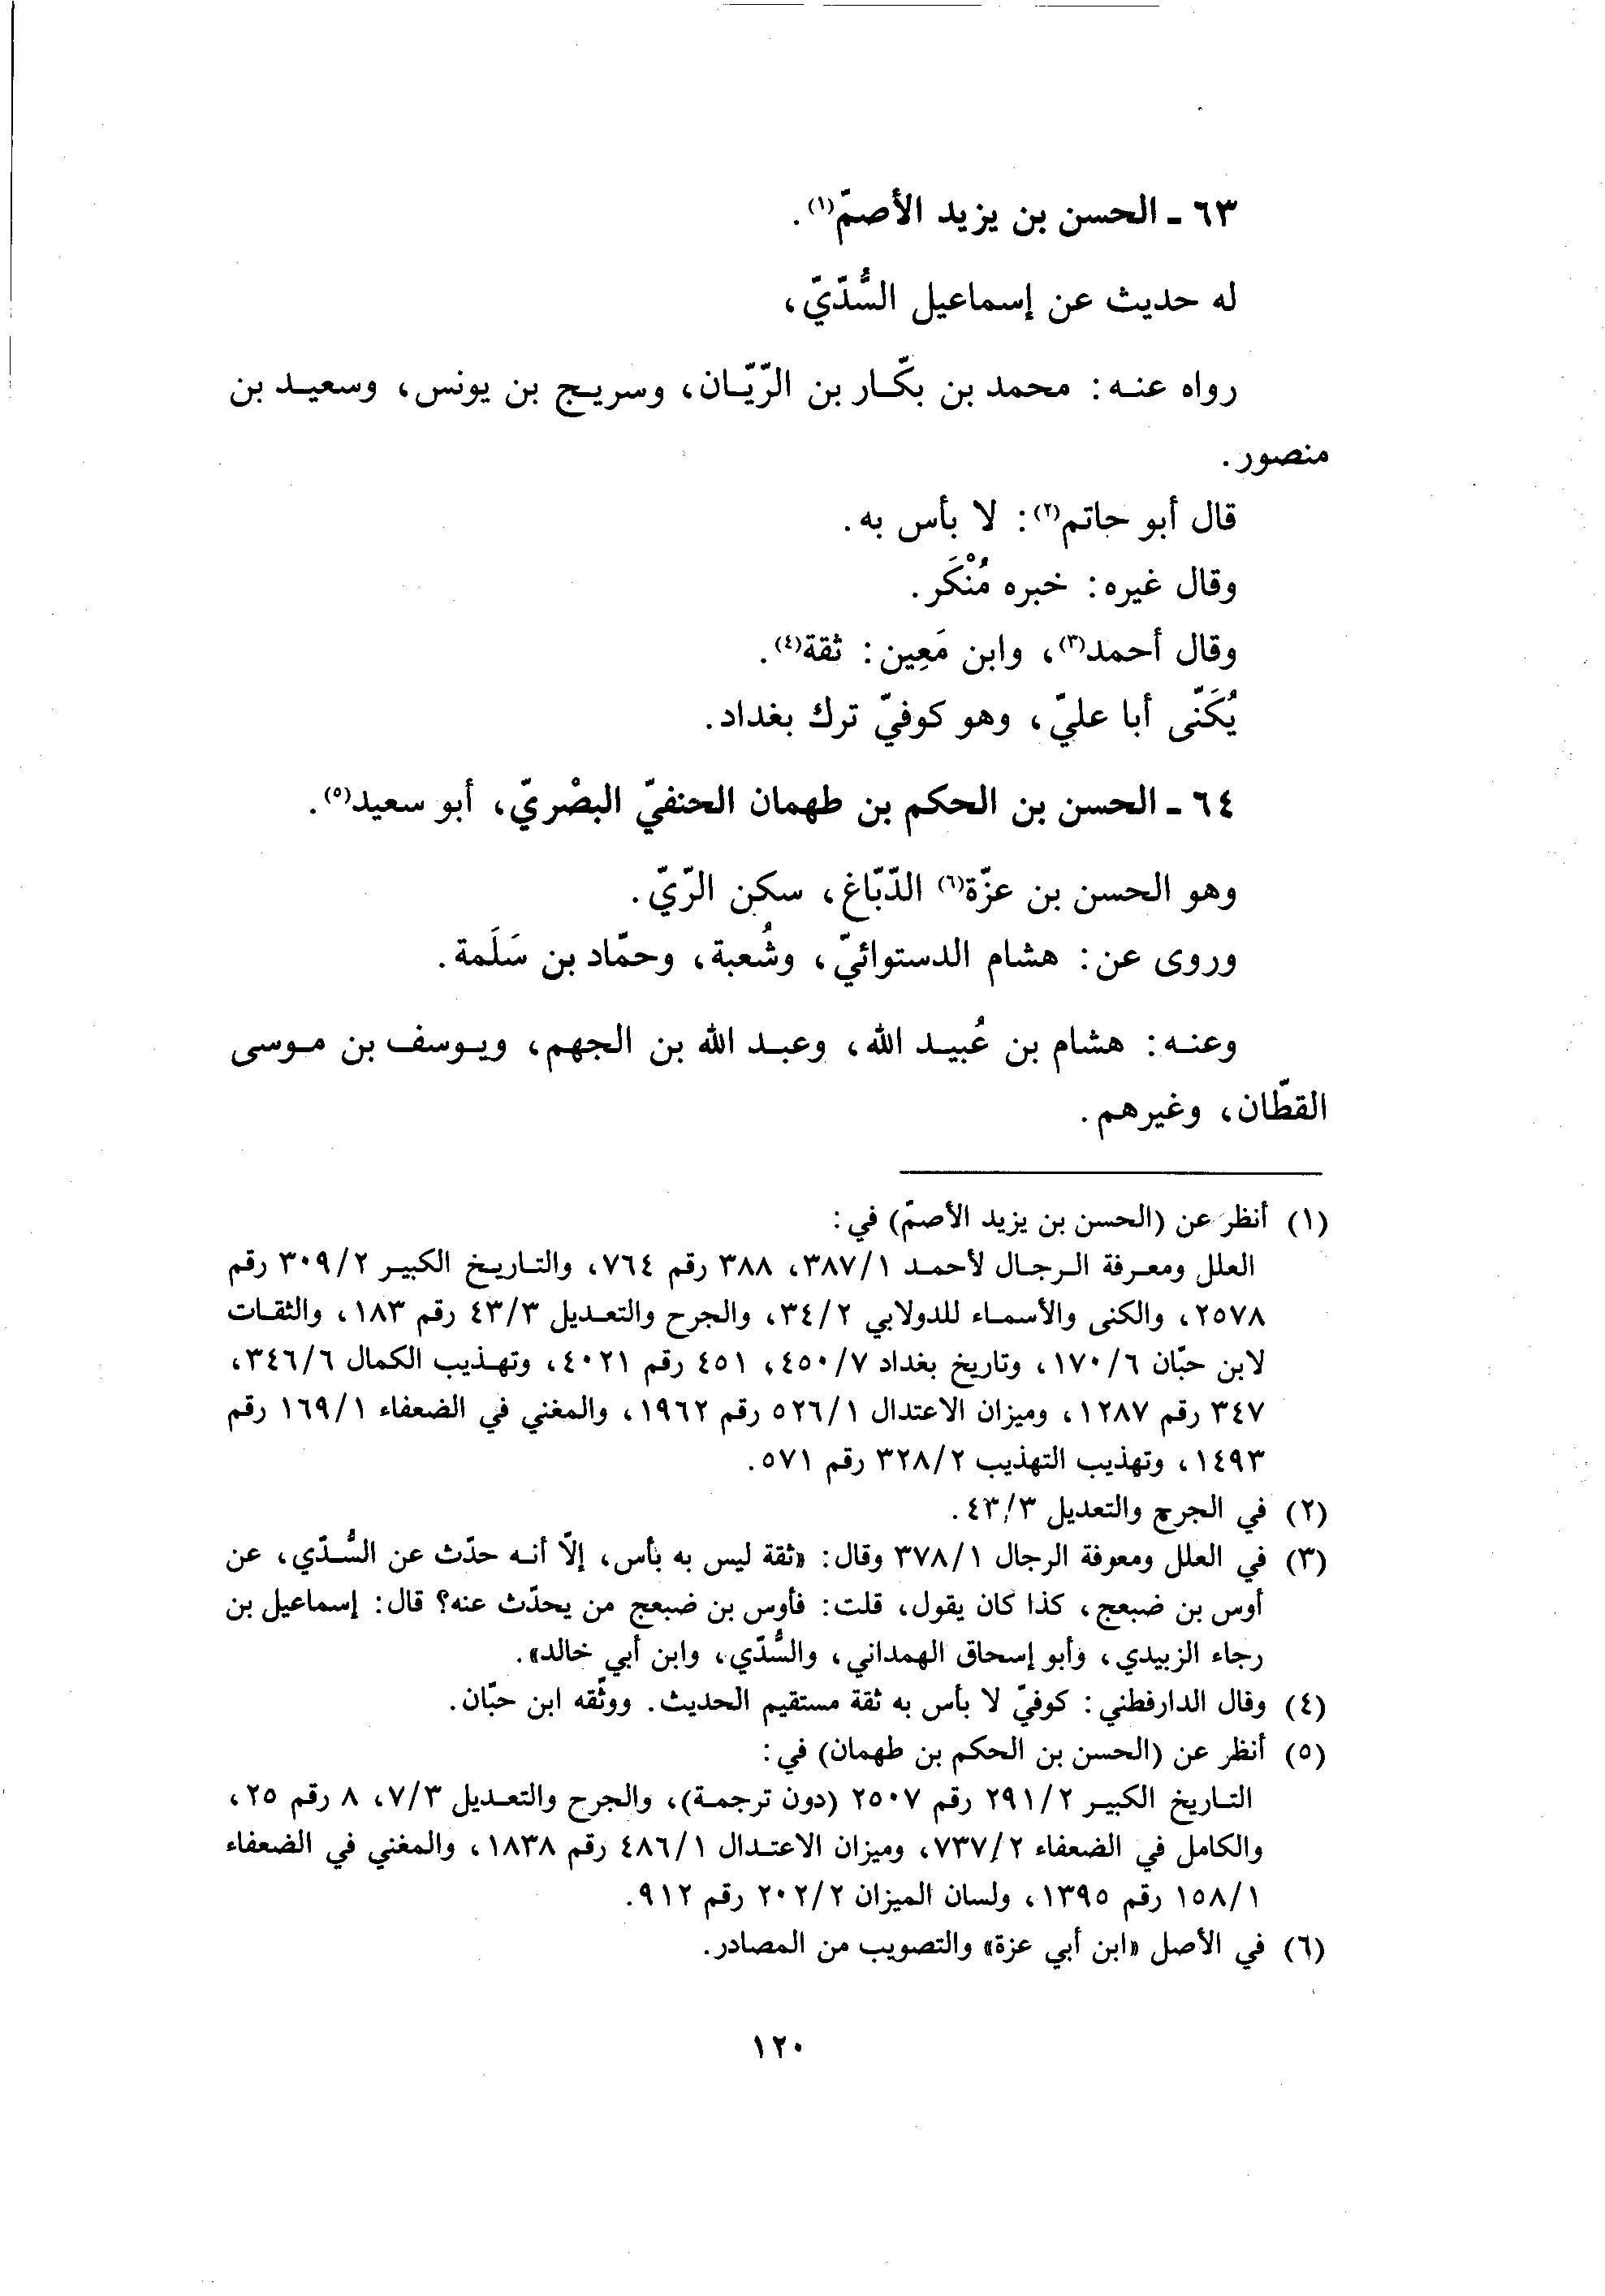 ٦٣ ـ الحسن بن يزيد الأصمّ(١).
له حديث عن إسماعيل السُّدّيّ،
رواه عنه: محمد بن بكّار بن الرّيّان، وسريج بن يونس، وسعيد بن
منصور.
قال أبو حاتم(٢): لا بأس به.
وقال غيره: خبره مُنْكَر.
وقال أحمد(٣)، وابن مَعِين: ثقة(٤).
يُكَنّى أبا عليّ، وهو كوفيّ ترك بغداد.
٦٤ ـ الحسن بن الحكم بن طهمان الحنفيّ البصْريّ، أبو سعيد(٥).
وهو الحسن بن عزّة(٦) الدّبّاغ، سكن الرّيّ.
وروى عن: هشام الدستوائيّ، وشُعبة، وحمّاد بن سَلَمة.
وعنه: هشام بن عُبيد الله، وعبد الله بن الجهم، ويوسف بن موسى
القطّان، وغيرهم.
(١) أنظر عن (الحسن بن يزيد الأصمّ) في:
العلل ومعرفة الرجال لأحمد ٣٨٧/١، ٣٨٨ رقم ٧٦٤، والتاريخ الكبير ٣٠٩/٢ رقم
٢٥٧٨، والكنى والأسماء للدولابي ٣٤/٢، والجرح والتعديل ٤٣/٣ رقم ١٨٣، والثقات
لابن حبّان ١٧٠/٦، وتاريخ بغداد ٤٥٠/٧، ٤٥١ رقم ٤٠٢١، وتهذيب الكمال ٣٤٦/٦،
٣٤٧ رقم ١٢٨٧، وميزان الاعتدال ٥٢٦/١ رقم ١٩٦٢، والمغني في الضعفاء ١٦٩/١ رقم
١٤٩٣، وتهذيب التهذيب ٣٢٨/٢ رقم ٥٧١.
(٢) في الجرح والتعديل ٤٣/٣.
(٣) في العلل ومعرفة الرجال ٣٧٨/١ وقال: «ثقة ليس به بأس، إلاّ أنه حدّث عن السُّدّي، عن
أوس بن ضبعج، كذا كان يقول، قلت: فأوس بن ضبعج من يحدّث عنه؟ قال: إسماعيل بن
رجاء الزبيدي، وأبو إسحاق الهمداني، والسُّدّي، وابن أبي خالد».
(٤) وقال الدارقطني: كوفيّ لا بأس به ثقة مستقيم الحديث. ووثّقه ابن حبّان.
(٥) أنظر عن (الحسن بن الحكم بن طهمان) في:
التاريخ الكبير ٢٩١/٢ رقم ٢٥٠٧ (دون ترجمة)، والجرح والتعديل ٧/٣، ٨ رقم ٢٥،
والكامل في الضعفاء ٧٣٧/٢، وميزان الاعتدال ٤٨٦/١ رقم ١٨٣٨، والمغني في الضعفاء
١٥٨/١ رقم ١٣٩٥، ولسان الميزان ٢٠٢/٢ رقم ٩١٢.
(٦) في الأصل «ابن أبي عزة» والتصويب من المصادر.
١٢٠